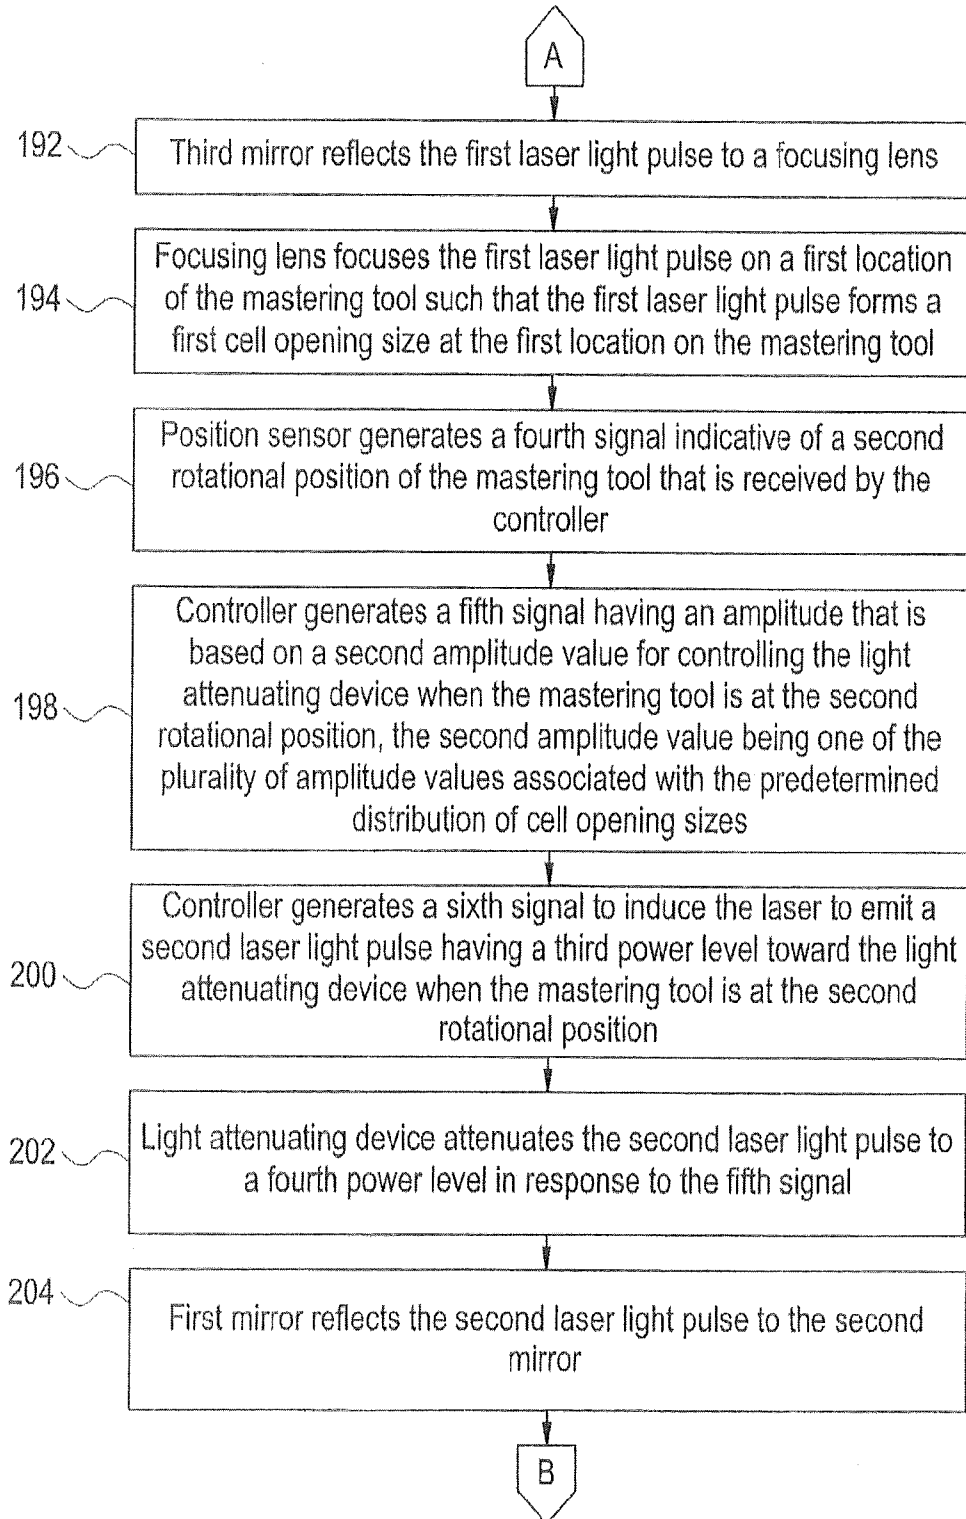 A
192
Third mirror reflects the first laser light pulse to a focusing lens
194
Focusing lens focuses the first laser light pulse on a first location
of the mastering tool such that the first laser light pulse forms a
first cell opening size at the first location on the mastering tool
196
Position sensor generates a fourth signal indicative of a second
rotational position of the mastering tool that is received by the
controller
198
Controller generates a fifth signal having an amplitude that is
based on a second amplitude value for controlling the light
attenuating device when the mastering tool is at the second
rotational position, the second amplitude value being one of the
plurality of amplitude values associated with the predetermined
distribution of cell opening sizes
200
Controller generates a sixth signal to induce the laser to emit a
second laser light pulse having a third power level toward the light
attenuating device when the mastering tool is at the second
rotational position
202
Light attenuating device attenuates the second laser light pulse to
a fourth power level in response to the fifth signal
204
First mirror reflects the second laser light pulse to the second
mirror
B